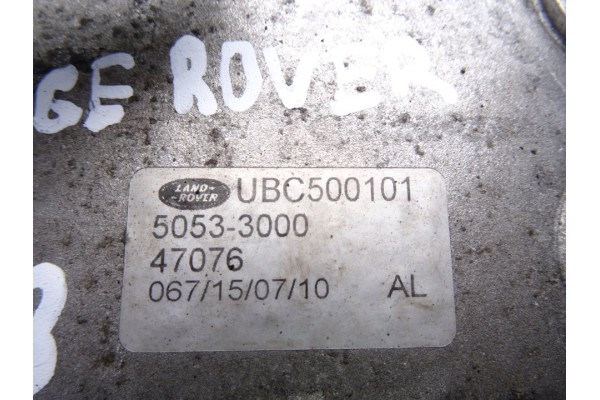 GE ROVER
LAND-
-ROVER
UBC500101
5053-3000
47076
067/15/07/10 AL